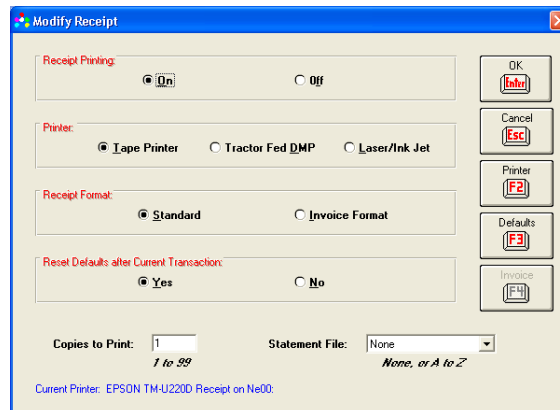 Modify Receipt
Receipt Printing:
On Off
OK
Enter
Printer:
Tape Printer Tractor Fed DMP Laser/Ink Jet
Cancel
Esc
Receipt Format:
Standard Invoice Format
Printer
F2
Defaults
F3
Reset Defaults after Current Transaction:
Yes No
Invoice
F4
Copies to Print: 1 Statement File: None
1 to 99 None, or A to Z
Current Printer: EPSON TM-U220D Receipt on Ne00: